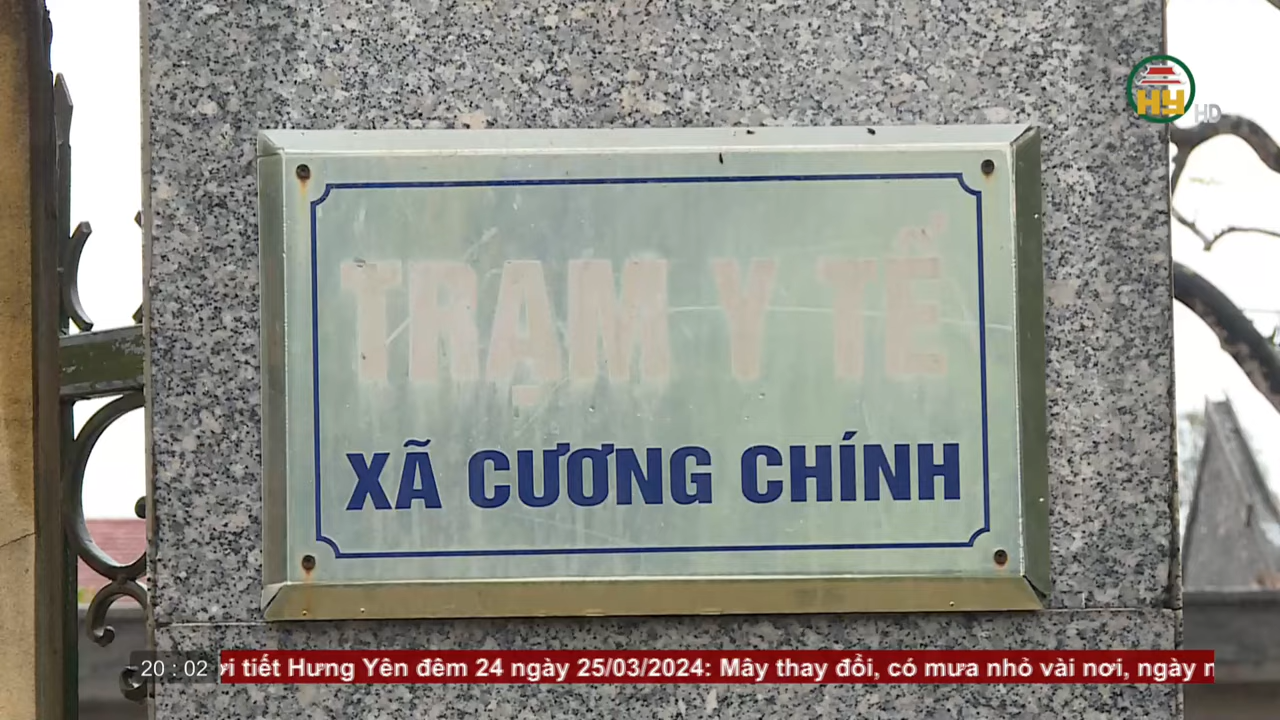 HY HD
TRẠM Y TẾ
XÃ CƯƠNG CHÍNH
20 : 02
tiết Hưng Yên đêm 24 ngày 25/03/2024: Mây thay đổi, có mưa nhỏ vài nơi, ngày